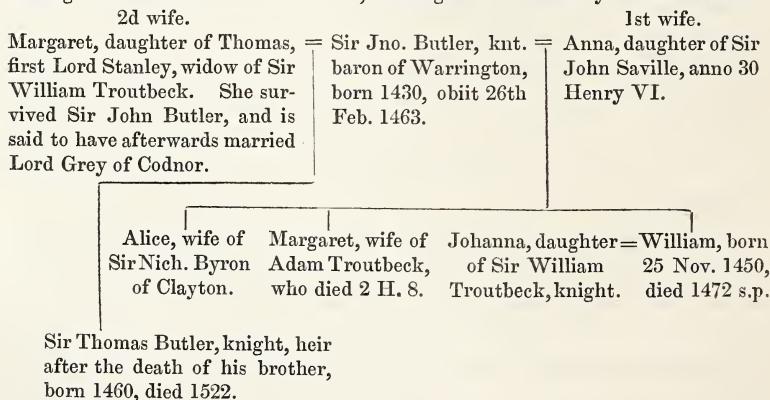 2d wife.
1st wife.
Margaret, daughter of Thomas,
first Lord Stanley, widow of Sir
William Troutbeck. She sur-
vived Sir John Butler, and is
said to have afterwards married
Lord Grey of Codnor.
= Sir Jno. Butler, knt. =
baron of Warrington,
born 1430, obiit 26th
Feb. 1463.
Anna, daughter of Sir
John Saville, anno 30
Henry VI.
Alice, wife of
Sir Nich. Byron
of Clayton.
Margaret, wife of
Adam Troutbeck,
who died 2 H. 8.
Johanna, daughter=
of Sir William
Troutbeck, knight.
William, born
25 Nov. 1450,
died 1472 s.p.
Sir Thomas Butler, knight, heir
after the death of his brother,
born 1460, died 1522.